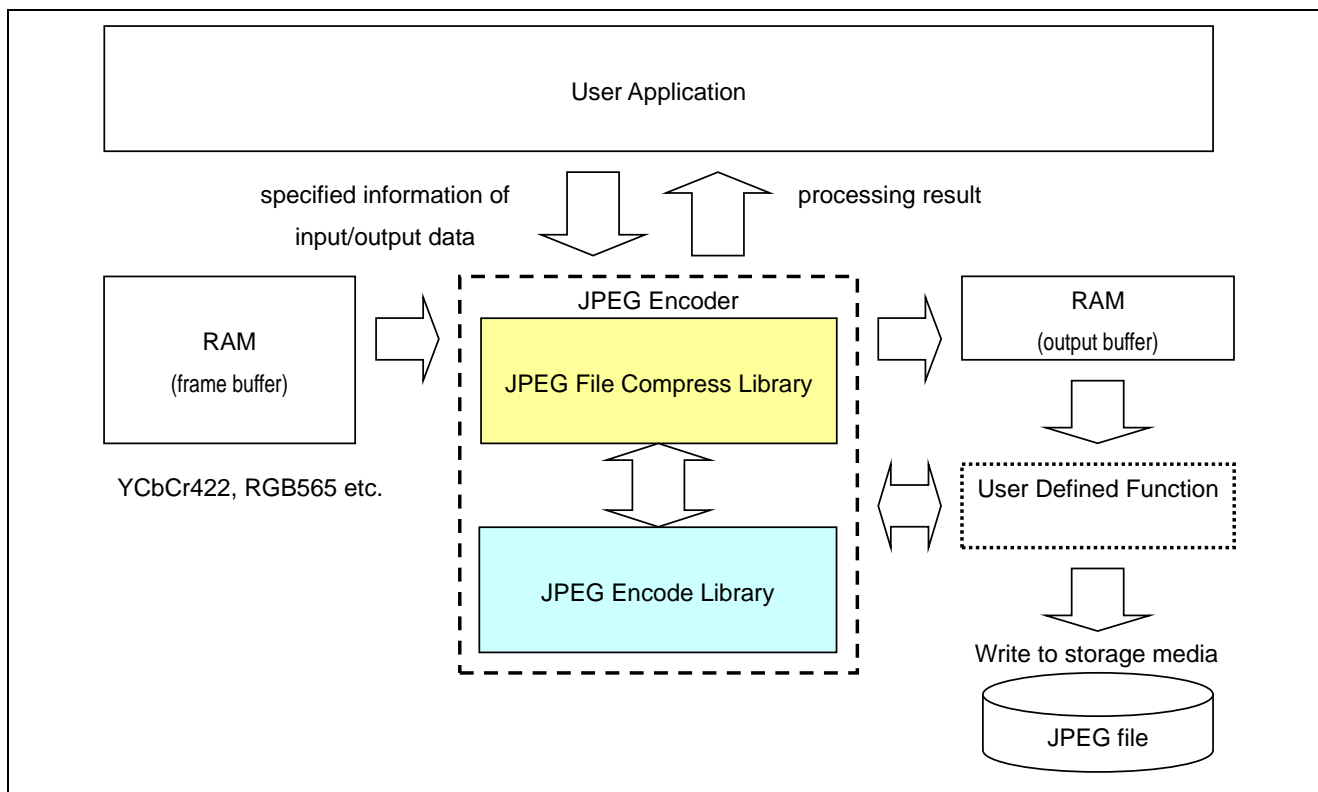 User Application
specified information of
input/output data
processing result
RAM
(frame buffer)
YCbCr422, RGB565 etc.
JPEG Encoder
JPEG File Compress Library
JPEG Encode Library
RAM
(output buffer)
User Defined Function
Write to storage media
JPEG file